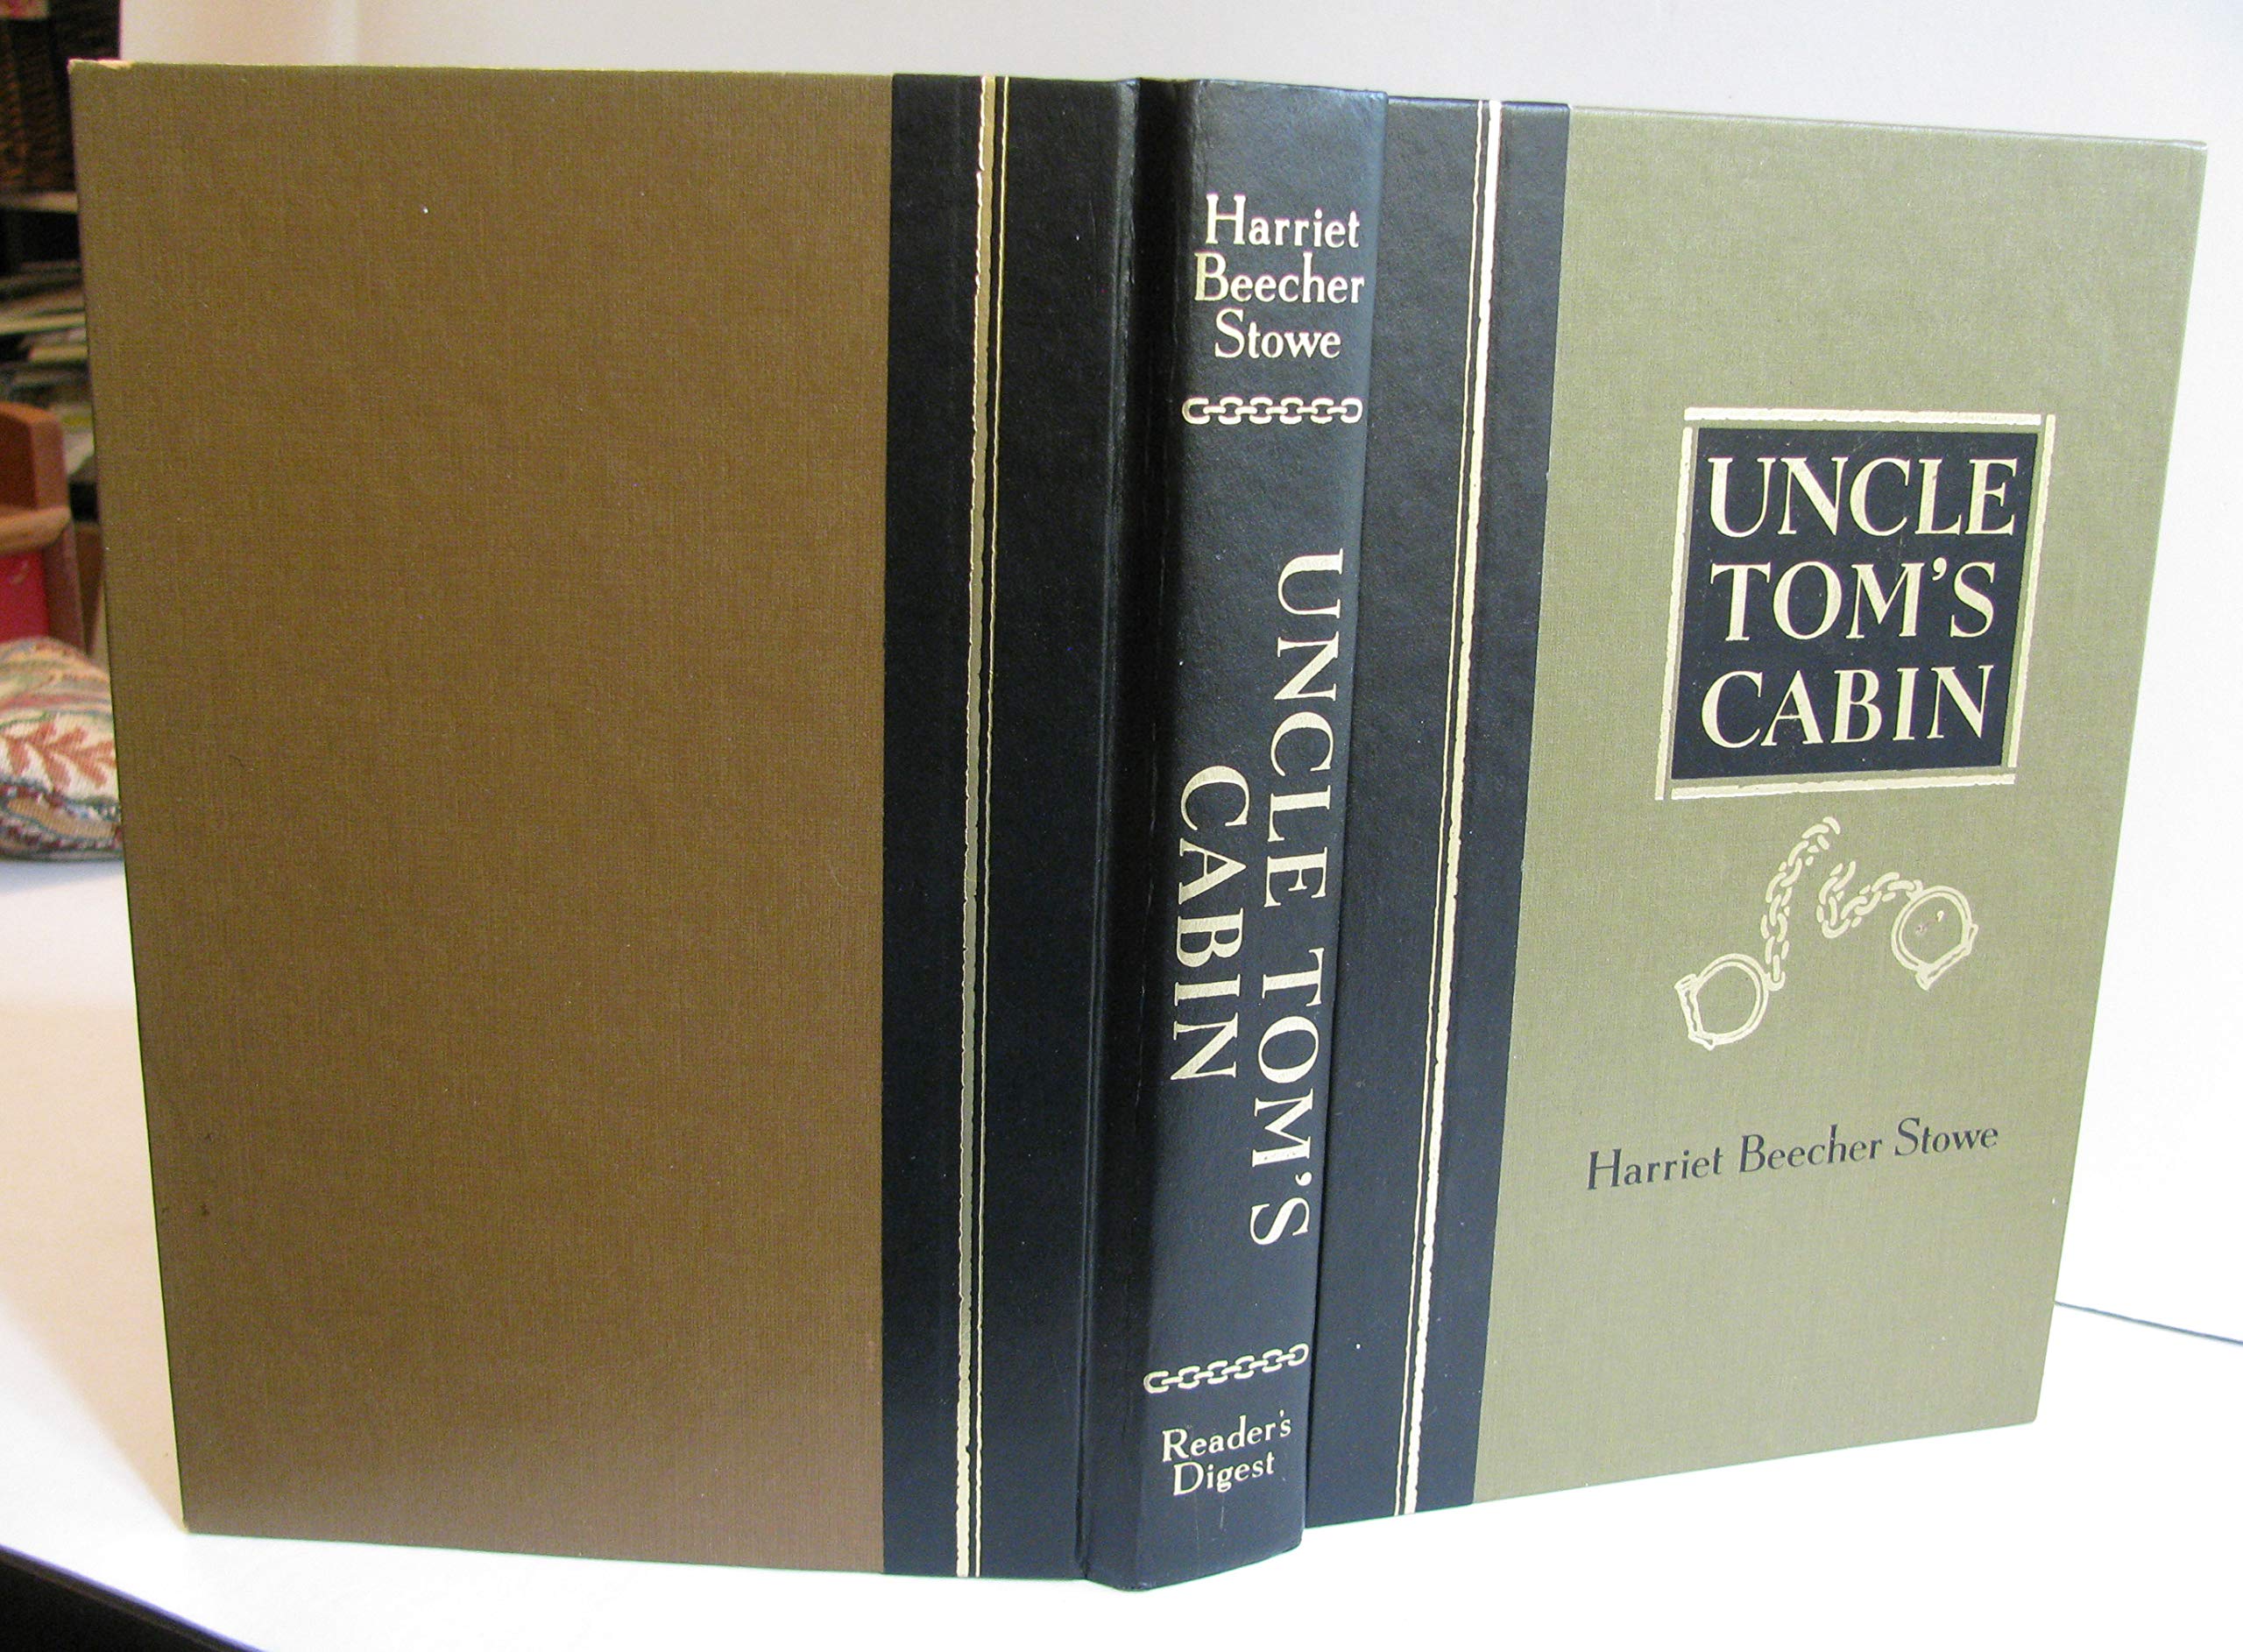 Harriet
Beecher
Stowe
UNCLE TOM'S
CABIN
Reader's
Digest
UNCLE
TOM'S
CABIN
Harriet Beecher Stowe